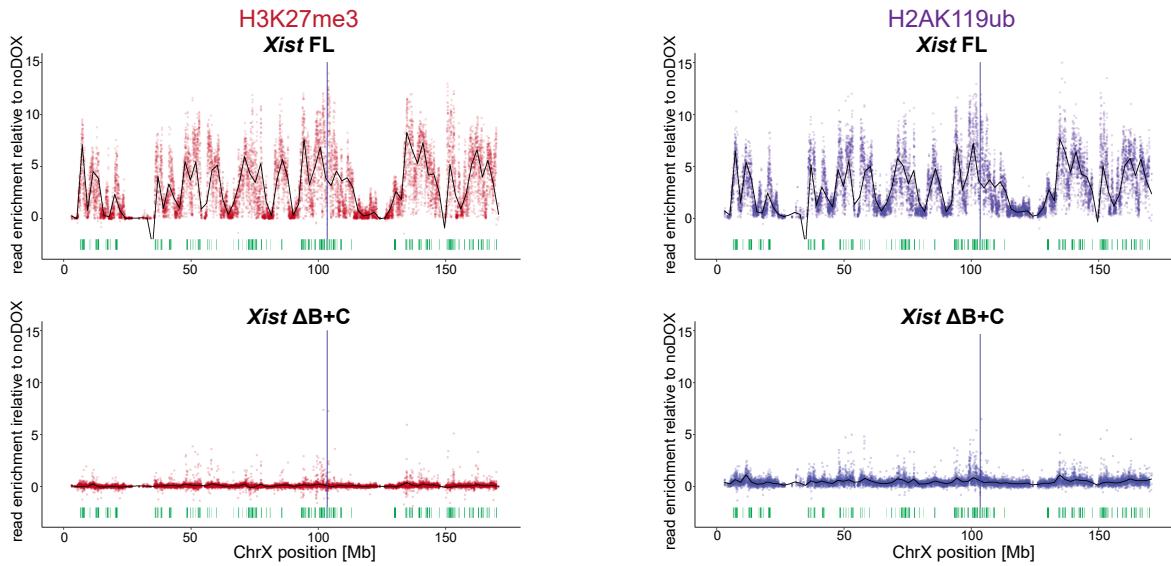 H3K27me3
Xist FL
read enrichment relative to noDOX
15
10
5
0
0
50
100
150
H2AK119ub
Xist FL
read enrichment relative to noDOX
15
10
5
0
0
50
100
150
Xist ΔB+C
read enrichment irelative to noDOX
15
10
5
0
0
50
100
150
ChrX position [Mb]
Xist ΔB+C
read enrichment relative to noDOX
15
10
5
0
0
50
100
150
ChrX position [Mb]